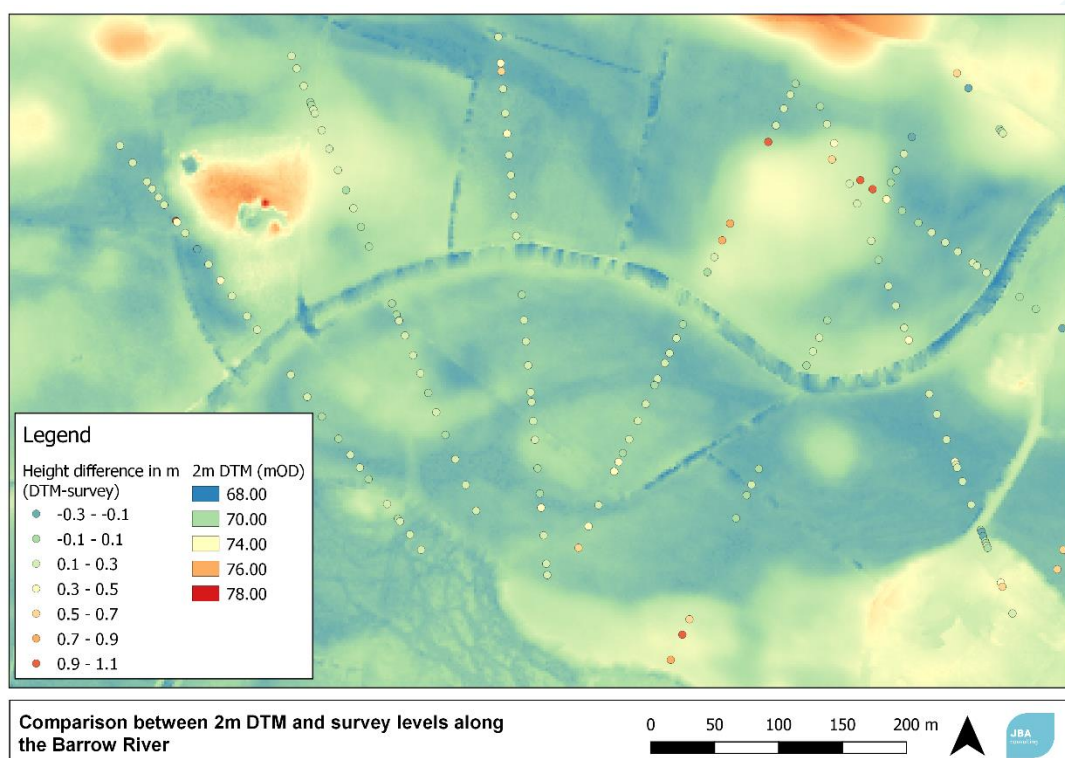 Legend
Height difference in m
(DTM-survey)
-0.3 - -0.1
-0.1 - 0.1
0.1 - 0.3
0.3 - 0.5
0.5 - 0.7
0.7 - 0.9
0.9 - 1.1
2m DTM (mOD)
68.00
70.00
74.00
76.00
78.00
Comparison between 2m DTM and survey levels along
the Barrow River
0 50 100 150 200 m
JBA
consulting